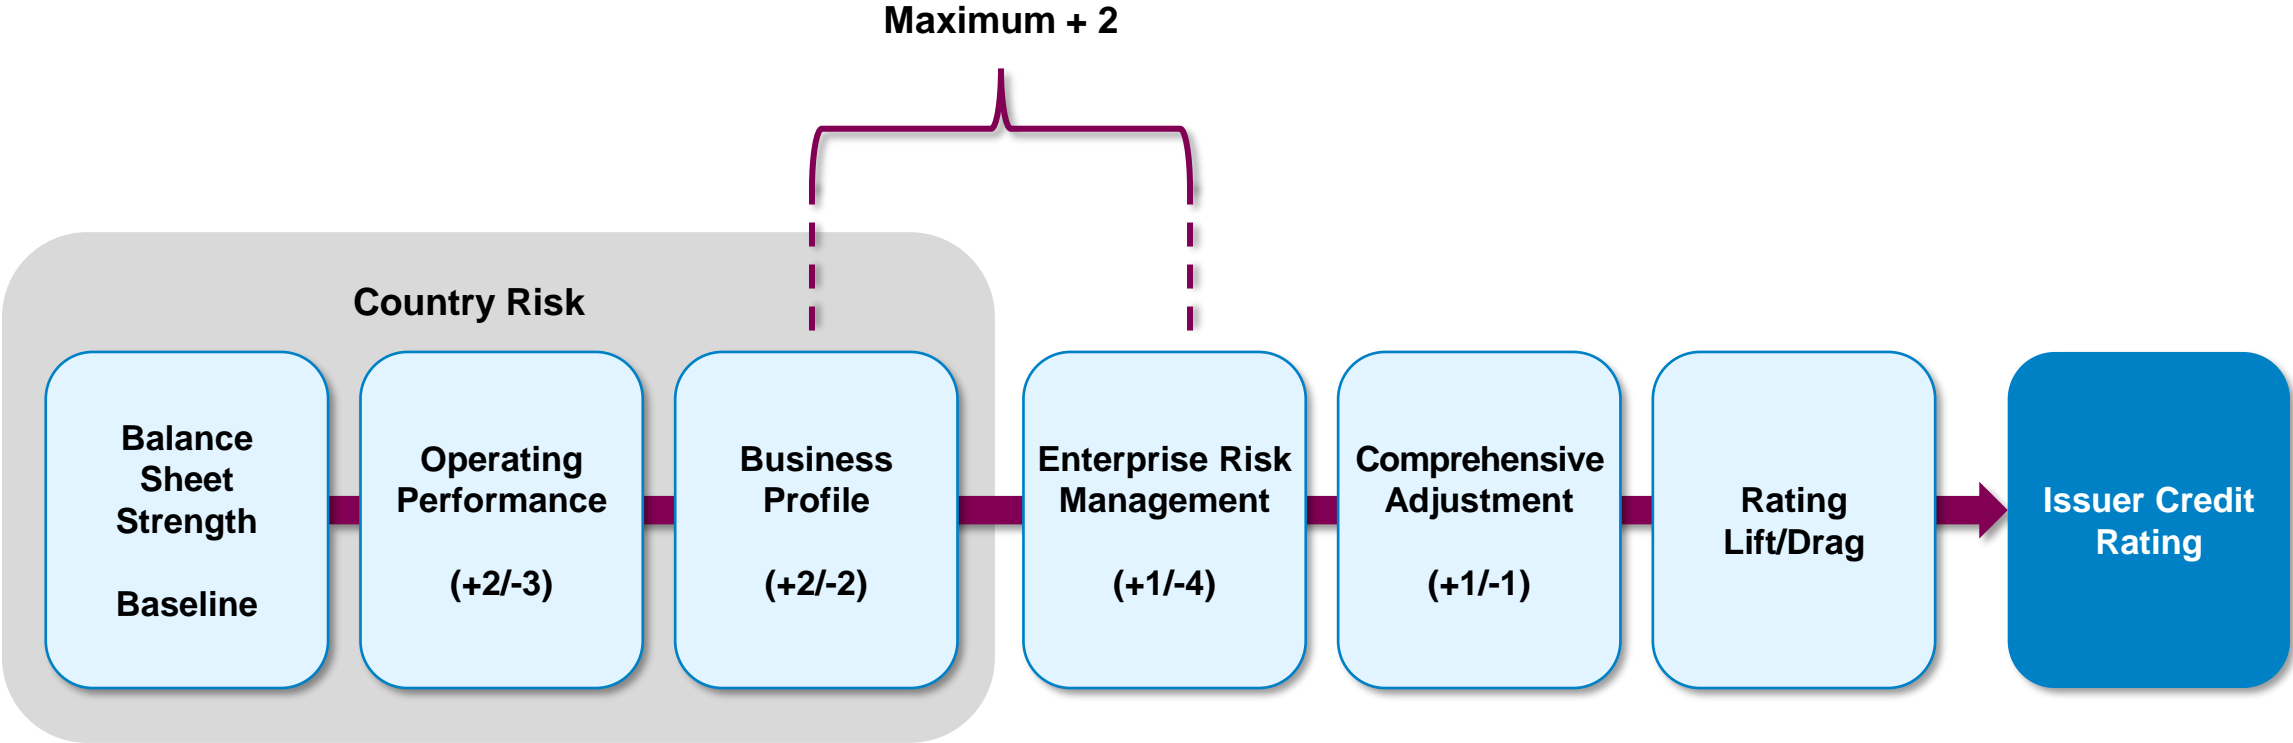 Maximum + 2
Country Risk
Balance
Sheet
Strength
Baseline
Operating
Performance
(+2/-3)
Business
Profile
(+2/-2)
Enterprise Risk
Management
(+1/-4)
Comprehensive
Adjustment
(+1/-1)
Rating
Lift/Drag
Issuer Credit
Rating